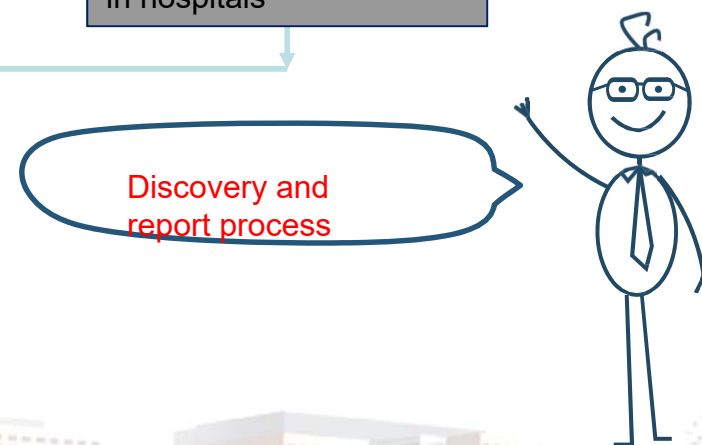 in hospitals
Discovery and
report process